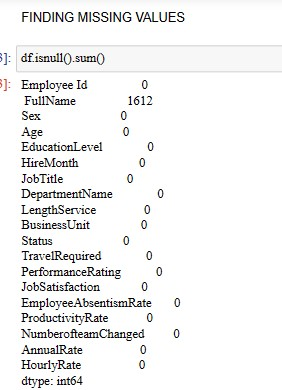 FINDING MISSING VALUES
]: df.isnull().sum()
]: Employee Id 0
FullName 1612
Sex 0
Age 0
EducationLevel 0
HireMonth 0
JobTitle 0
DepartmentName 0
LengthService 0
BusinessUnit 0
Status 0
TravelRequired 0
PerformanceRating 0
JobSatisfaction 0
EmployeeAbsentismRate 0
ProductivityRate 0
NumberofteamChanged 0
AnnualRate 0
HourlyRate 0
dtype: int64